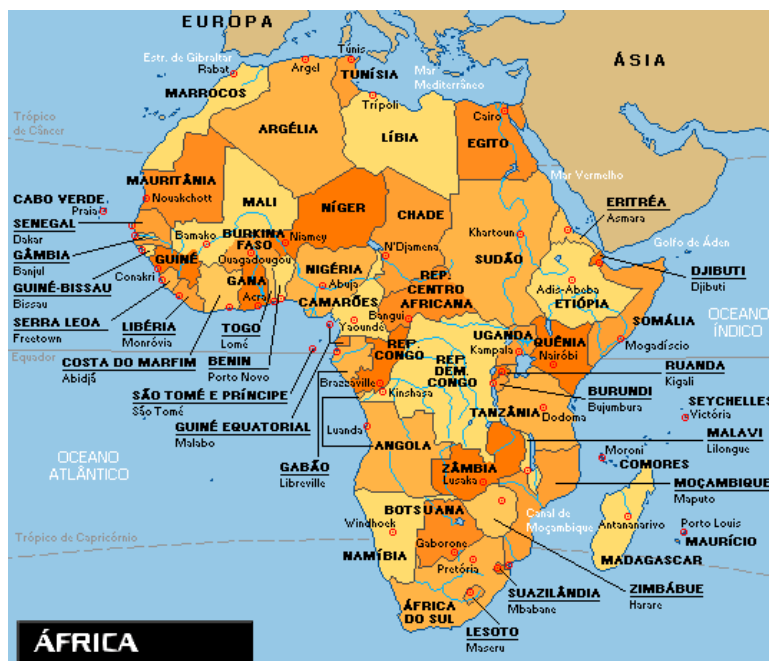 EUROPA
ÁSIA
Estr. de Gibraltar
Rabat
Argel
Túnis
TUNÍSIA
Mar
Mediterrâneo
MARROCOS
Trípoli
Trópico
de Câncer
ARGÉLIA
LÍBIA
Cairo
EGITO
Mar Vermelho
MAURITÂNIA
Nouakchott
MALI
NÍGER
CHADE
CABO VERDE
Praia
ERITRÉA
Asmara
SENEGAL
Dakar
Bamako
BURKINA
FASO
Niamey
Khartoun
Golfo de Áden
GÂMBIA
Banjul
GUINÉ
Ouagadougou
N'Djamena
SUDÃO
DJIBUTI
Djibuti
GUINÉ-BISSAU
Bissau
Conakri
GANA
Acra
NIGÉRIA
Abuja
REP.
CENTRO
AFRICANA
Adis-Abeba
ETIÓPIA
SERRA LEOA
Freetown
LIBÉRIA
Monróvia
TOGO
Lomé
CAMARÕES
Yaoundé
Bangui
SOMÁLIA
OCEANO
ÍNDICO
Equador
COSTA DO MARFIM
Abidjã
BENIN
Porto Novo
REP.
CONGO
REP.
DEM.
CONGO
UGANDA
Kampala
QUÊNIA
Nairóbi
Mogadíscio
SÃO TOMÉ E PRÍNCIPE
São Tomé
Brazzaville
Kinshasa
RUANDA
Kigali
BURUNDI
Bujumbura
SEYCHELLES
Victória
GUINÉ EQUATORIAL
Malabo
Luanda
TANZÂNIA
Dodoma
MALAVI
Lilongue
OCEANO
ATLÂNTICO
GABÃO
Libreville
ANGOLA
ZÂMBIA
Lusaka
Moroni
COMORES
MOÇAMBIQUE
Maputo
BOTSUANA
Canal de
Moçambique
Antananarivo
Porto Louis
MAURÍCIO
Trópico de Capricórnio
Windhoek
NAMÍBIA
Gaborone
Pretória
MADAGASCAR
SUAZILÂNDIA
Mbabane
ZIMBÁBUE
Harare
ÁFRICA
DO SUL
LESOTO
Maseru
ÁFRICA